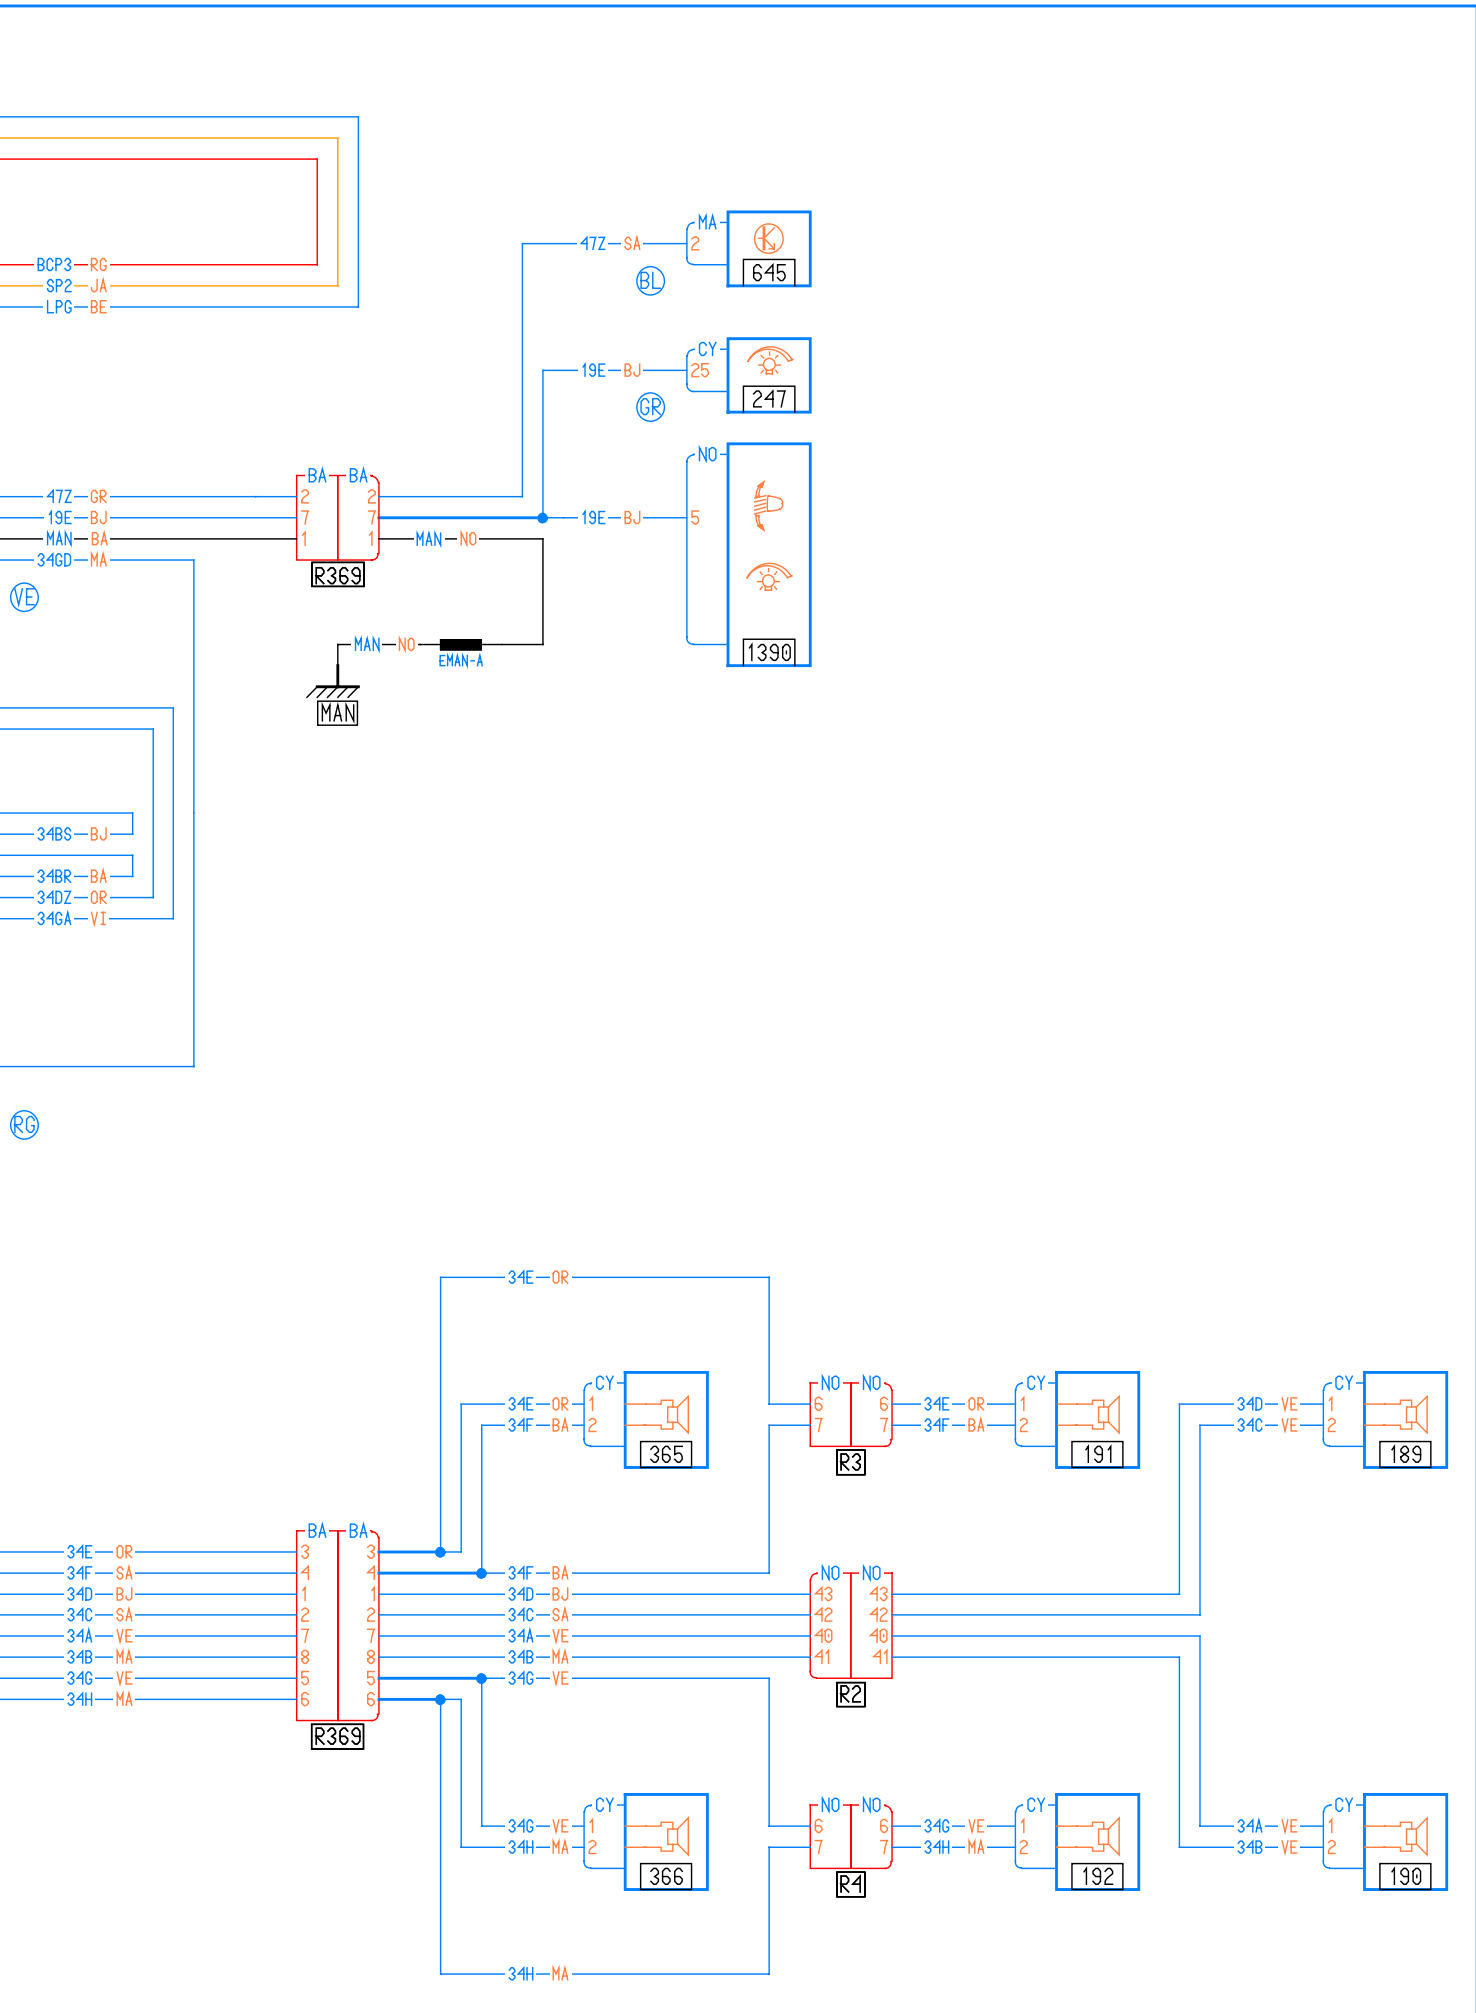 BCP3 RG
SP2 JA
LPG BE
47Z SA
MA
2
645
BL
19E BJ
CY
25
247
GR
NO
19E BJ
5
1390
BA BA
47Z GR 2 2
19E BJ 7 7
MAN BA 1 1 MAN NO
34GD MA
R369
VE
MAN NO
EMAN-A
MAN
34BS BJ
34BR BA
34DZ OR
34GA VI
RG
34E OR
CY
34E OR 1
34F BA 2
365
NO NO
6 6 34E OR
7 7 34F BA
R3
CY
1
2
191
CY
34D VE 1
34C VE 2
189
BA BA
34E OR 3 3
34F SA 4 4 34F BA
34D BJ 1 1 34D BJ
34C SA 2 2 34C SA
34A VE 7 7 34A VE
34B MA 8 8 34B MA
34G VE 5 5 34G VE
34H MA 6 6
R369
NO NO
43 43
42 42
40 40
41 41
R2
CY
34G VE 1
34H MA 2
366
NO NO
6 6 34G VE
7 7 34H MA
R4
CY
1
2
192
CY
34A VE 1
34B VE 2
190
34H MA